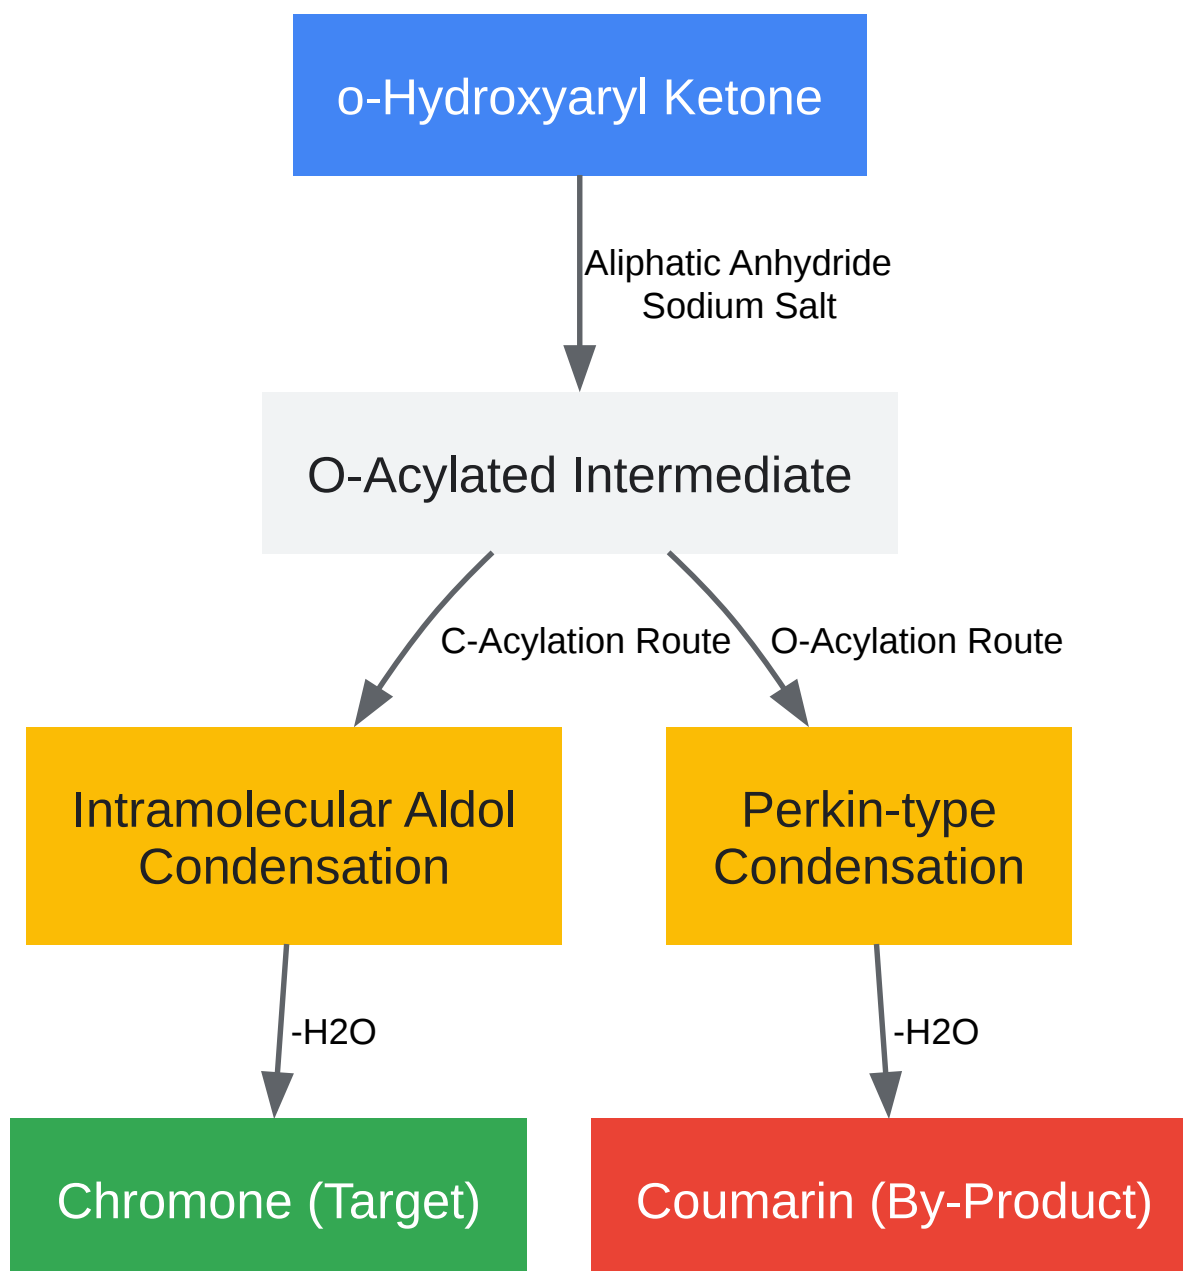 o-Hydroxyaryl Ketone
Aliphatic Anhydride
Sodium Salt
O-Acylated Intermediate
C-Acylation Route
O-Acylation Route
Intramolecular Aldol
Condensation
Perkin-type
Condensation
-H2O
-H2O
Chromone (Target)
Coumarin (By-Product)